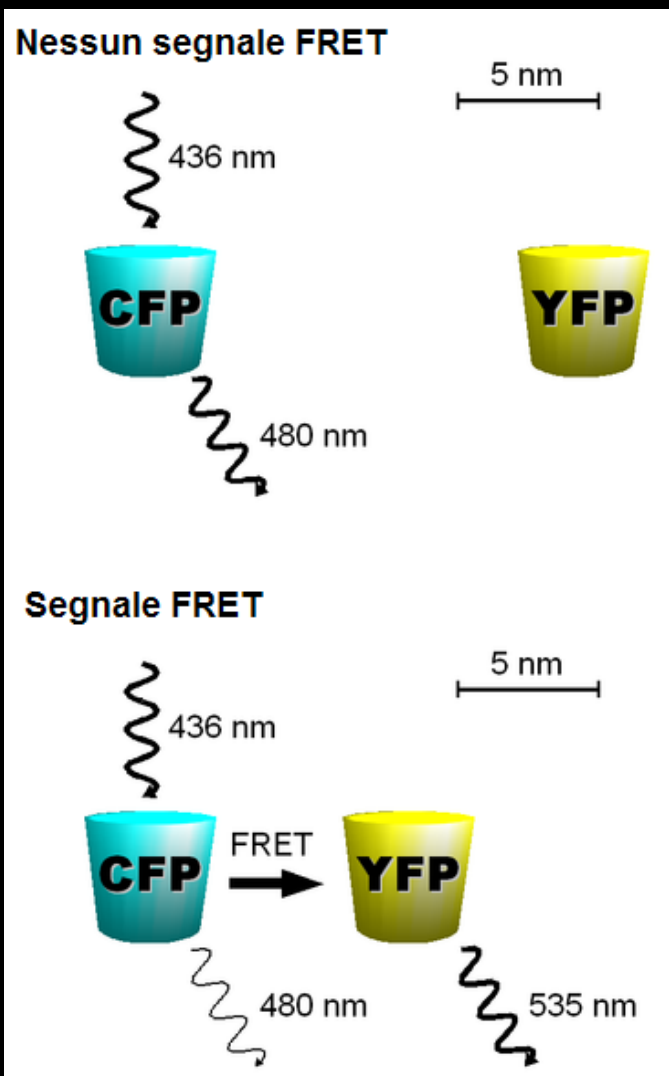 Nessun segnale FRET
5 nm
436 nm
CFP
YFP
480 nm
Segnale FRET
5 nm
436 nm
CFP
FRET
YFP
480 nm
535 nm